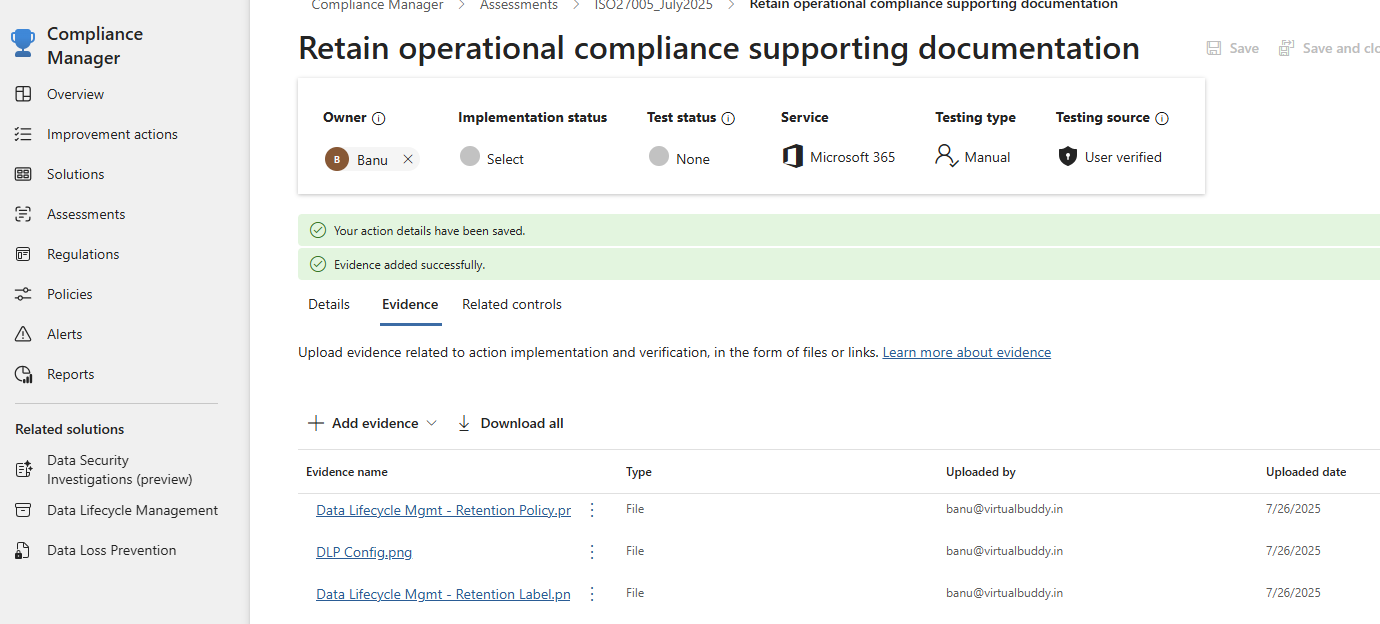 Compliance Manager > Assessments > ISO27005_July2025 > Retain operational compliance supporting documentation
Compliance
Manager
Overview
Improvement actions
Solutions
Assessments
Regulations
Policies
Alerts
Reports
Related solutions
Data Security
Investigations (preview)
Data Lifecycle Management
Data Loss Prevention
Retain operational compliance supporting documentation
Save Save and clo
Owner Implementation status Test status Service Testing type Testing source
B Banu Select None Microsoft 365 Manual User verified
Your action details have been saved.
Evidence added successfully.
Details Evidence Related controls
Upload evidence related to action implementation and verification, in the form of files or links. Learn more about evidence
Add evidence Download all
Evidence name Type Uploaded by Uploaded date
Data Lifecycle Mgmt - Retention Policy.pr File banu@virtualbuddy.in 7/26/2025
DLP Config.png File banu@virtualbuddy.in 7/26/2025
Data Lifecycle Mgmt - Retention Label.pn File banu@virtualbuddy.in 7/26/2025